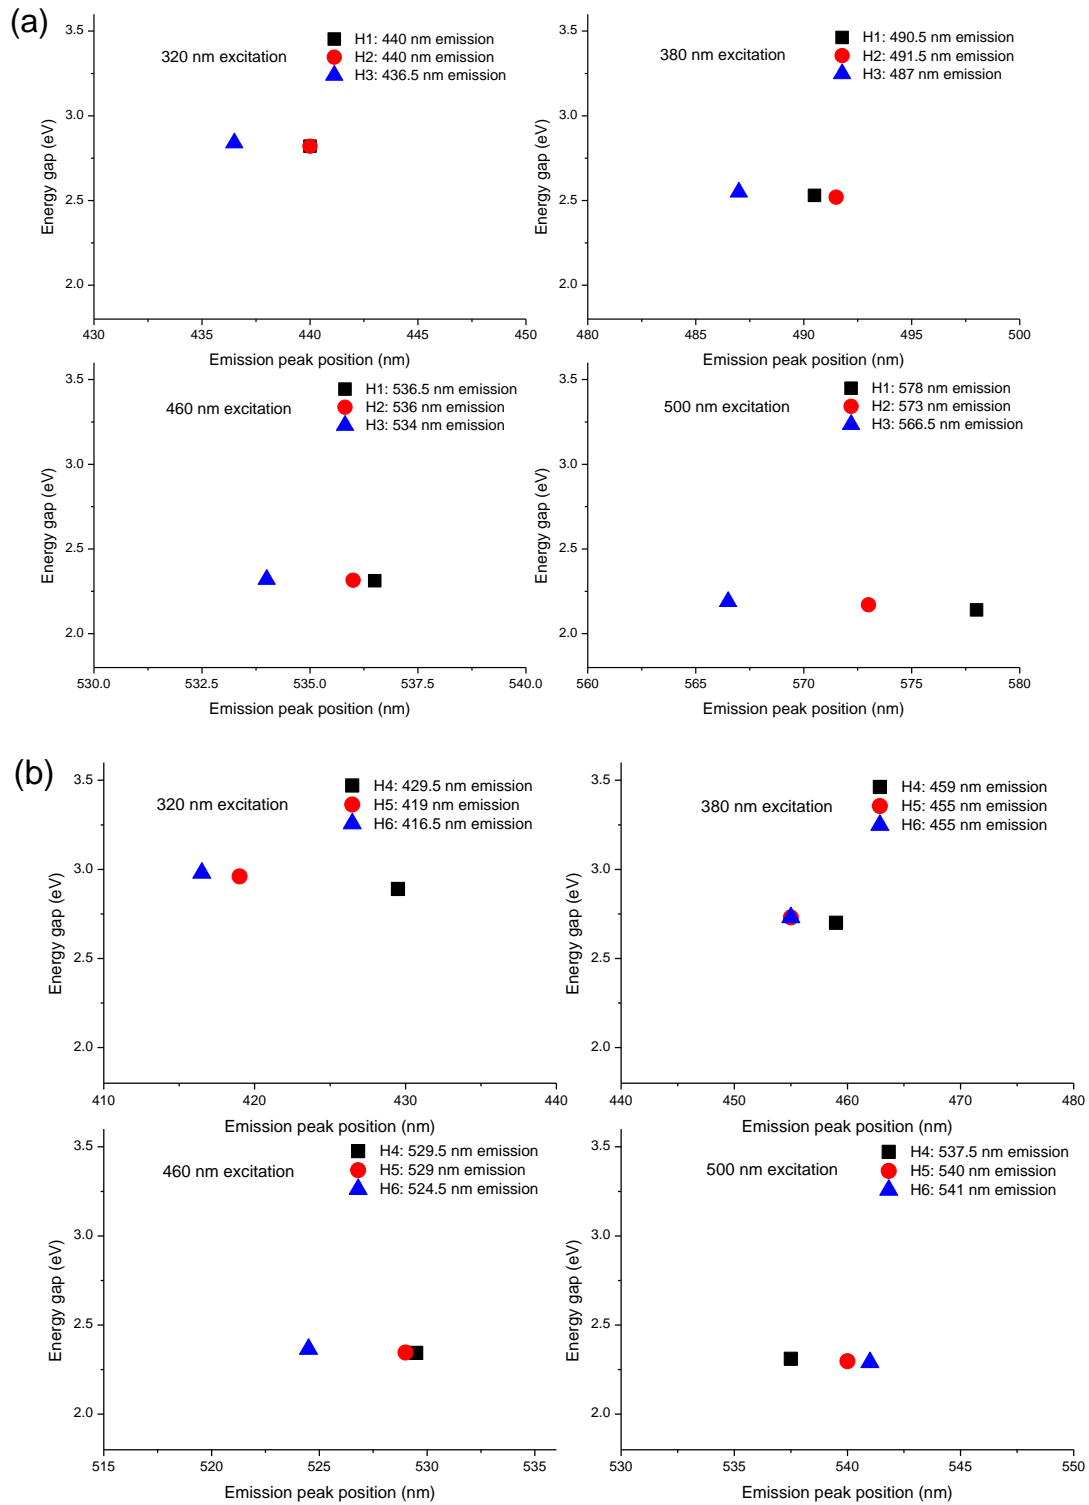 (a)
320 nm excitation
H1: 440 nm emission
H2: 440 nm emission
H3: 436.5 nm emission
Energy gap (eV)
3.5
3.0
2.5
2.0
430 435 440 445 450
Emission peak position (nm)
380 nm excitation
H1: 490.5nm emission
H2: 491.5 nm emission
H3: 487 nm emission
Energy gap (eV)
3.5
3.0
2.5
2.0
480 485 490 495 500
Emission peak position (nm)
460 nm excitation
H1: 536.5 nm emission
H2: 536 nm emission
H3: 534 nm emission
Energy gap (eV)
3.5
3.0
2.5
2.0
530.0 532.5 535.0 537.5 540.0
Emission peak position (nm)
500 nm excitation
H1: 578 nm emission
H2: 573 nm emission
H3: 566.5 nm emission
Energy gap (eV)
3.5
3.0
2.5
2.0
560 565 570 575 580
Emission peak position (nm)
(b)
320 nm excitation
H4: 429.5 nm emission
H5: 419 nm emission
H6: 416.5 nm emission
Energy gap (eV)
3.5
3.0
2.5
2.0
410 420 430 440
Emission peak position (nm)
380 nm excitation
H4: 459 nm emission
H5: 455 nm emission
H6: 455 nm emission
Energy gap (eV)
3.5
3.0
2.5
2.0
440 450 460 470 480
Emission peak position (nm)
460 nm excitation
H4: 529.5 nm emission
H5: 529 nm emission
H6: 524.5 nm emission
Energy gap (eV)
3.5
3.0
2.5
2.0
515 520 525 530 535
Emission peak position (nm)
500 nm excitation
H4: 537.5 nm emission
H5: 540 nm emission
H6: 541 nm emission
Energy gap (eV)
3.5
3.0
2.5
2.0
530 535 540 545 550
Emission peak position (nm)